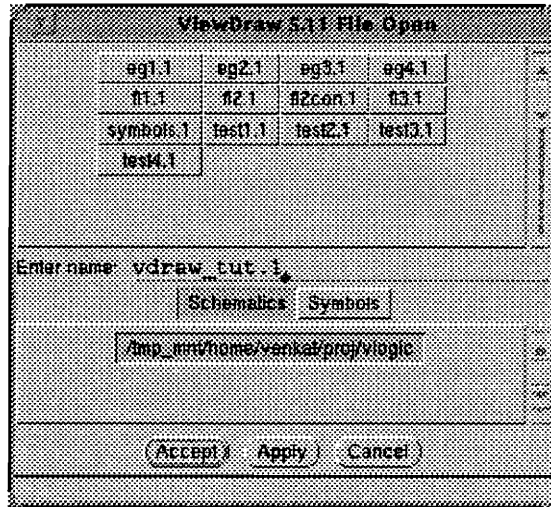 ViewDraw 5.11 File Open
eg1.1 eg2.1 eg3.1 eg4.1
fl1.1 fl2.1 fl2con.1 fl3.1
symbols.1 test1.1 test2.1 test3.1
test4.1
Enter name: vdraw_tut.1
Schematics Symbols
/tmp_mnt/home/venkat/proj/vlogic
Accept Apply Cancel